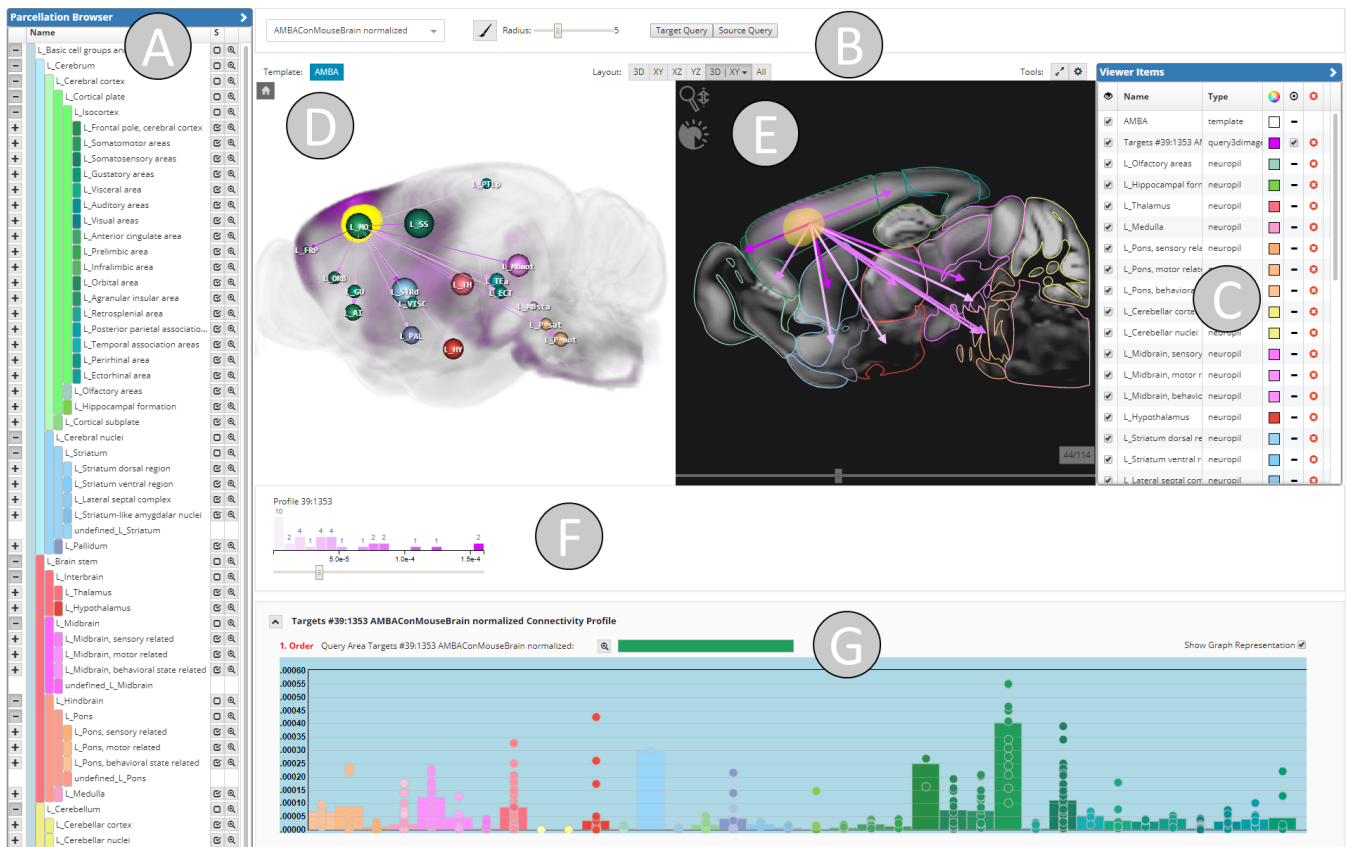 Parcellation Browser
Name S
A
L_Basic cell groups an
L_Cerebrum
L_Cerebral cortex
L_Cortical plate
L_Isocortex
L_Frontal pole, cerebral cortex
L_Somatomotor areas
L_Somatosensory areas
L_Gustatory areas
L_Visceral area
L_Auditory areas
L_Visual areas
L_Anterior cingulate area
L_Prelimbic area
L_Infralimbic area
L_Orbital area
L_Agranular insular area
L_Retrosplenial area
L_Posterior parietal associatio...
L_Temporal association areas
L_Perirhinal area
L_Ectorhinal area
L_Olfactory areas
L_Hippocampal formation
L_Cortical subplate
L_Cerebral nuclei
L_Striatum
L_Striatum dorsal region
L_Striatum ventral region
L_Lateral septal complex
L_Striatum-like amygdalar nuclei
undefined_L_Striatum
L_Pallidum
L_Brain stem
L_Interbrain
L_Thalamus
L_Hypothalamus
L_Midbrain
L_Midbrain, sensory related
L_Midbrain, motor related
L_Midbrain, behavioral state related
undefined_L_Midbrain
L_Hindbrain
L_Pons
L_Pons, sensory related
L_Pons, motor related
L_Pons, behavioral state related
undefined_L_Pons
L_Medulla
L_Cerebellum
L_Cerebellar cortex
L_Cerebellar nuclei
AMBAConMouseBrain normalized
Radius: 5
Target Query Source Query
B
Template: AMBA
Layout: 3D XY XZ YZ 3D | XY All
Tools:
D
L_PTLp
L_MO
L_SS
L_FRP
L_ORB
L_GU
L_AI
L_STRd
L_VISC
L_TH
L_MBmot
L_TEa
L_ECT
L_MBsta
L_Psat
L_Pmot
L_PAL
L_HY
E
44/114
Viewer Items
Name Type
AMBA template
Targets #39:1353 AM query3dimage
L_Olfactory areas neuropil
L_Hippocampal form neuropil
L_Thalamus neuropil
L_Medulla neuropil
L_Pons, sensory rela neuropil
L_Pons, motor relat neuropil
L_Pons, behaviora
C
L_Cerebellar corte
L_Cerebellar nuclei neuropil
L_Midbrain, sensory neuropil
L_Midbrain, motor r neuropil
L_Midbrain, behavio neuropil
L_Hypothalamus neuropil
L_Striatum dorsal re neuropil
L_Striatum ventral r neuropil
L_Lateral septal com neuropil
Profile 39:1353
10
2 4 1 4 4 1 1 2 2 1 1 2
5.0e-5 1.0e-4 1.5e-4
F
Targets #39:1353 AMBAConMouseBrain normalized Connectivity Profile
1. Order Query Area Targets #39:1353 AMBAConMouseBrain normalized:
G
Show Graph Representation
.00060
.00055
.00050
.00045
.00040
.00035
.00030
.00025
.00020
.00015
.00010
.00005
.00000